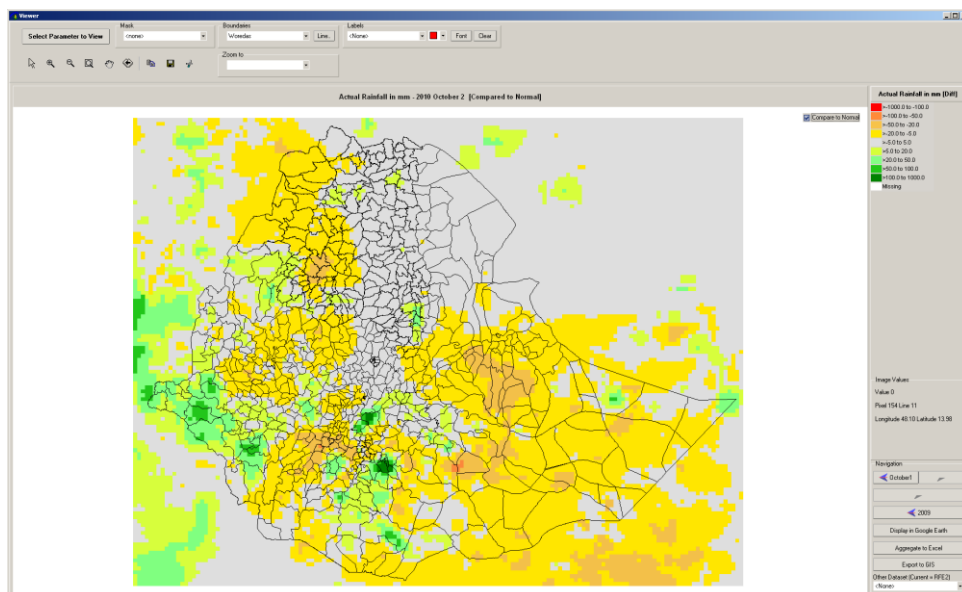 Viewer
Select Parameter to View
Mask
<none>
Boundaries
Woredas
Line..
Labels
<None>
Font
Clear
Zoom to
Actual Rainfall in mm - 2010 October 2 [Compared to Normal]
Compare to Normal
Actual Rainfall in mm [Diff]
>-1000.0 to -100.0
>-100.0 to -50.0
>-50.0 to -20.0
>-20.0 to -5.0
>-5.0 to 5.0
>5.0 to 20.0
>20.0 to 50.0
>50.0 to 100.0
>100.0 to 1000.0
Missing
Image Values
Value 0
Pixel 154 Line 11
Longitude 48.10 Latitude 13.98
Navigation
October1
2009
Display in Google Earth
Aggregate to Excel
Export to GIS
Other Dataset (Current = RFE2)
<None>